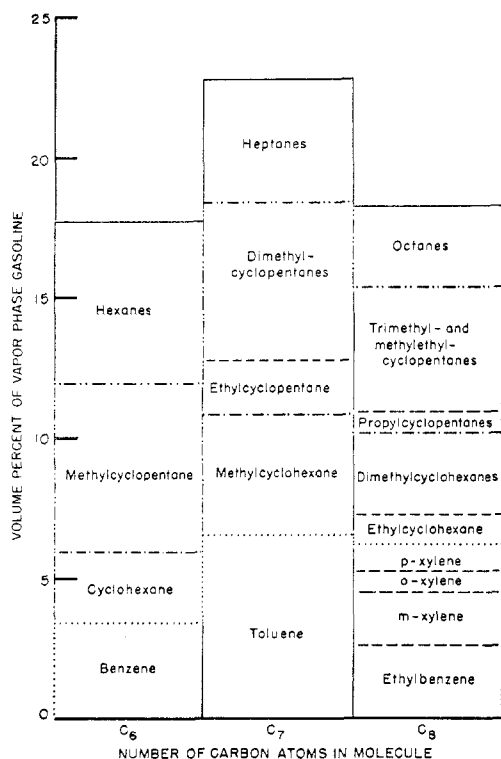 VOLUME PERCENT OF VAPOR PHASE GASOLINE
25
20
15
10
5
0
Hexanes
Methylcyclopentane
Cyclohexane
Benzene
Heptanes
Dimethyl-
cyclopentanes
Ethylcyclopentane
Methylcyclohexane
Toluene
Octanes
Trimethyl- and
methylethyl-
cyclopentanes
Propylcyclopentanes
Dimethylcyclohexanes
Ethylcyclohexane
p-xylene
o-xylene
m-xylene
Ethylbenzene
C6 C7 C8
NUMBER OF CARBON ATOMS IN MOLECULE